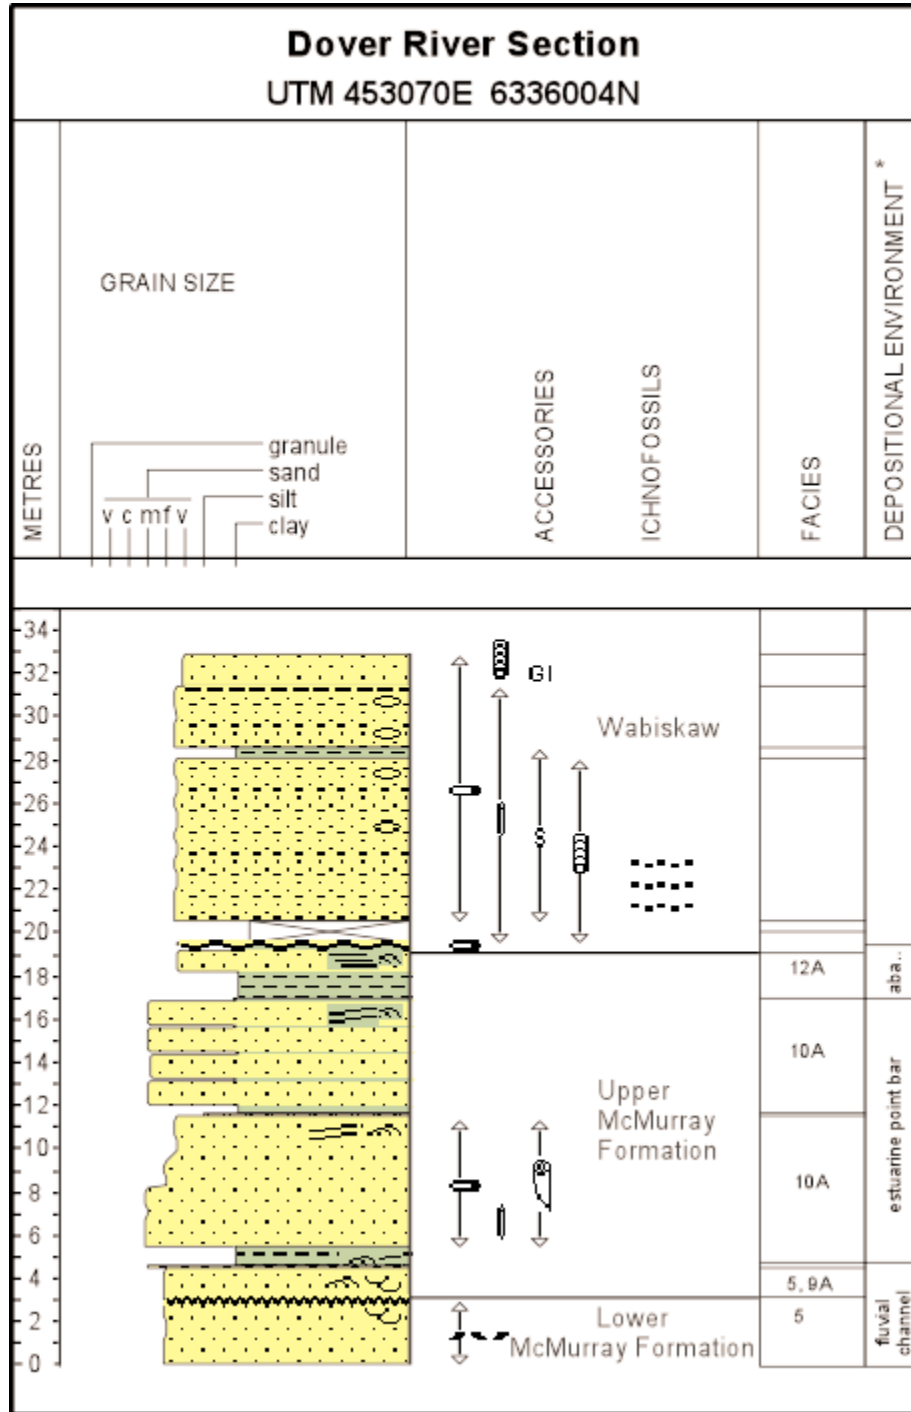 Dover River Section
UTM 453070E 6336004N
METRES
GRAIN SIZE
granule
sand
silt
clay
v c m f v
ACCESSORIES
ICHNOFOSSILS
FACIES
DEPOSITIONAL ENVIRONMENT *
34
32
30
28
26
24
22
20
18
16
14
12
10
8
6
4
2
0
Gl
S
Wabiskaw
Upper
McMurray
Formation
Lower
McMurray Formation
12A
10A
10A
5, 9A
5
aba..
estuarine point bar
fluvial
channel